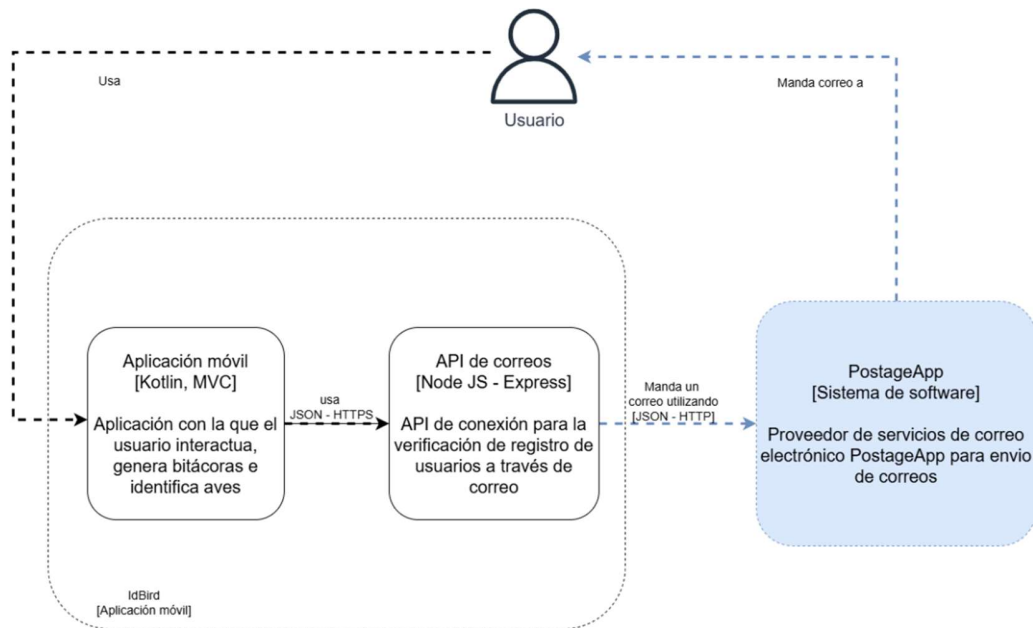 Usa
Manda correo a
Usuario
Aplicación móvil
[Kotlin, MVC]
Aplicación con la que el
usuario interactua,
genera bitácoras e
identifica aves
usa
JSON - HTTPS
API de correos
[Node JS - Express]
API de conexión para la
verificación de registro de
usuarios a través de
correo
Manda un
correo utilizando
[JSON - HTTP]
PostageApp
[Sistema de software]
Proveedor de servicios de correo
electrónico PostageApp para envio
de correos
IdBird
[Aplicación móvil]